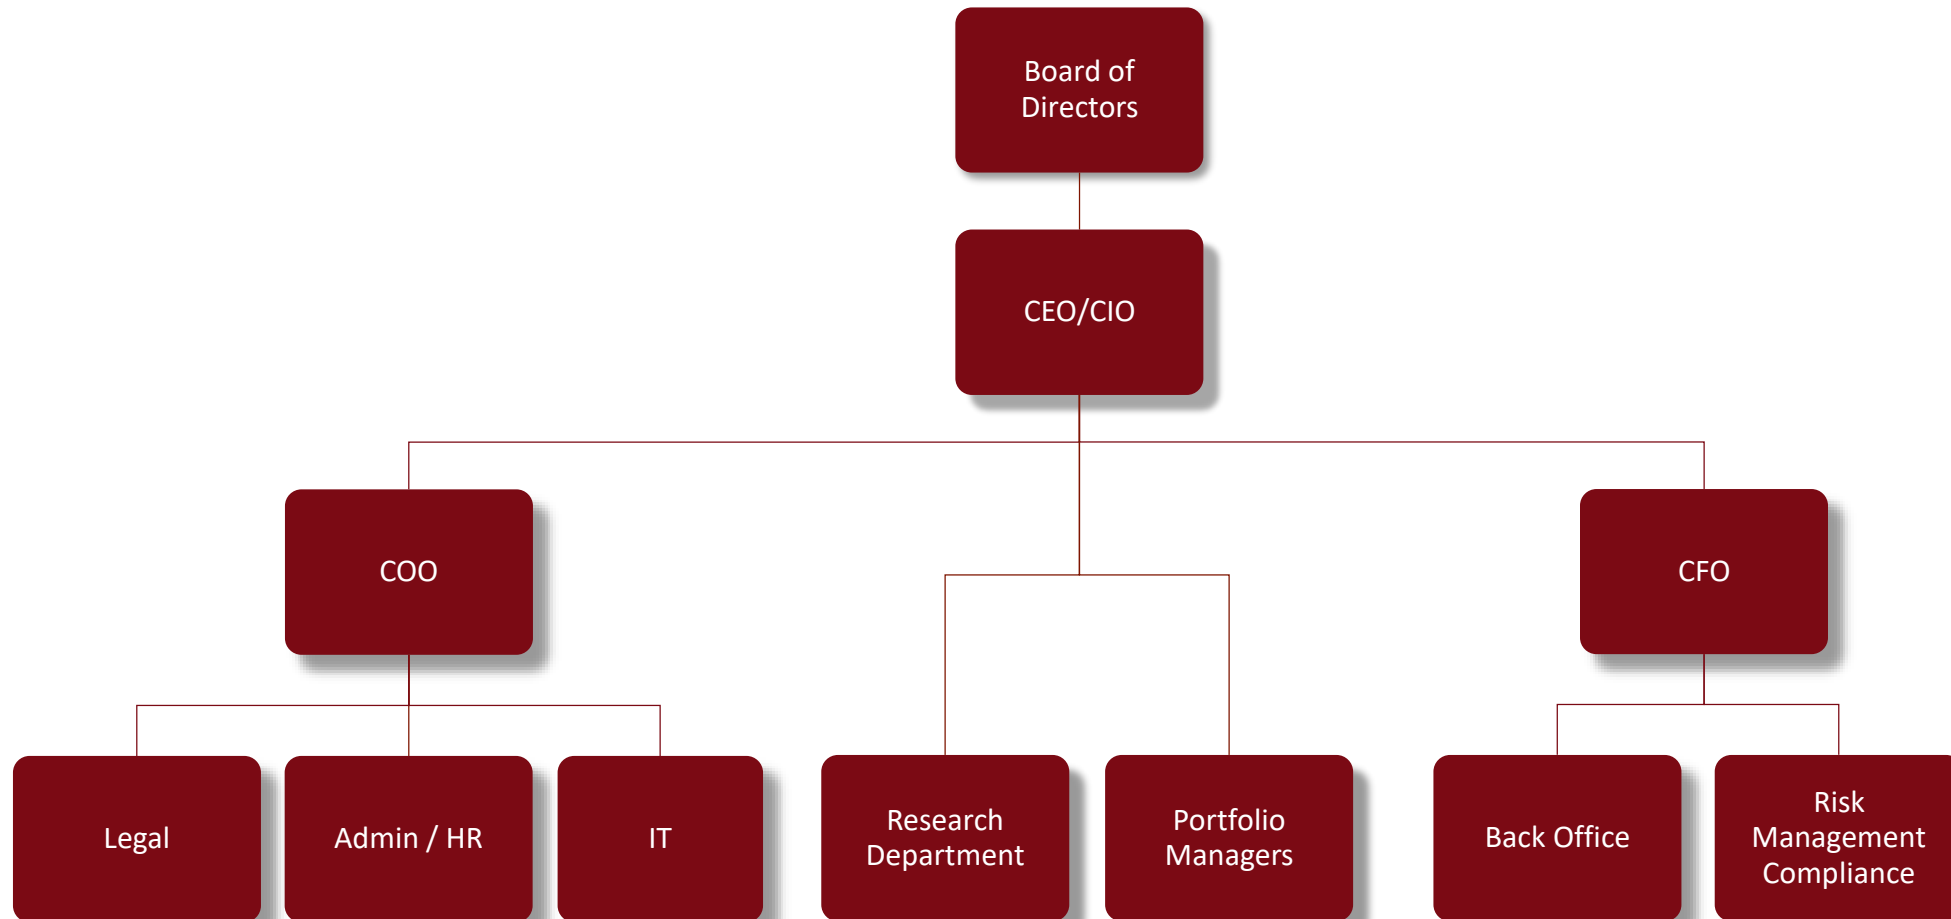 Board of
Directors
CEO/CIO
COO
CFO
Legal
Admin / HR
IT
Research
Department
Portfolio
Managers
Back Office
Risk
Management
Compliance